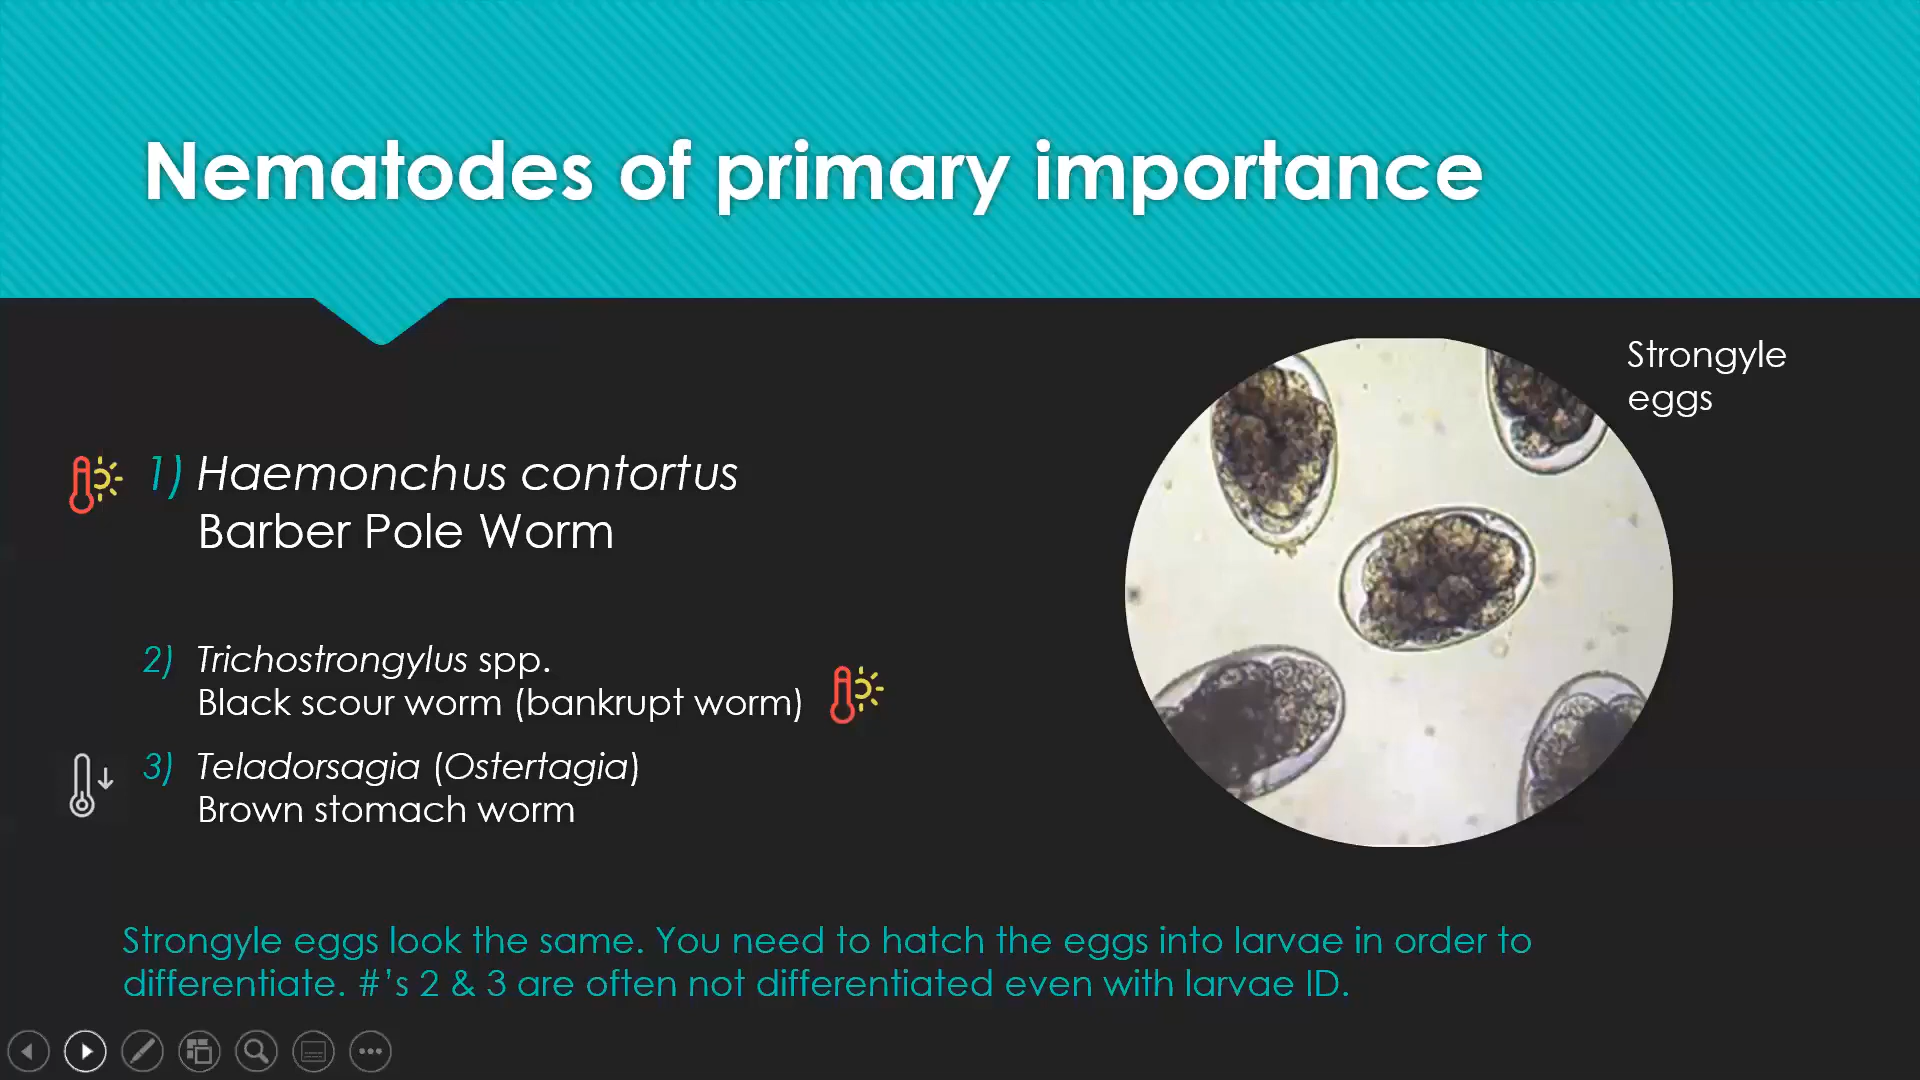 Nematodes of primary importance
Strongyle
eggs
1) Haemonchus contortus
Barber Pole Worm
2) Trichostrongylus spp.
Black scour worm (bankrupt worm)
3) Teladorsagia (Ostertagia)
Brown stomach worm
Strongyle eggs look the same. You need to hatch the eggs into larvae in order to
differentiate. #’s 2 & 3 are often not differentiated even with larvae ID.